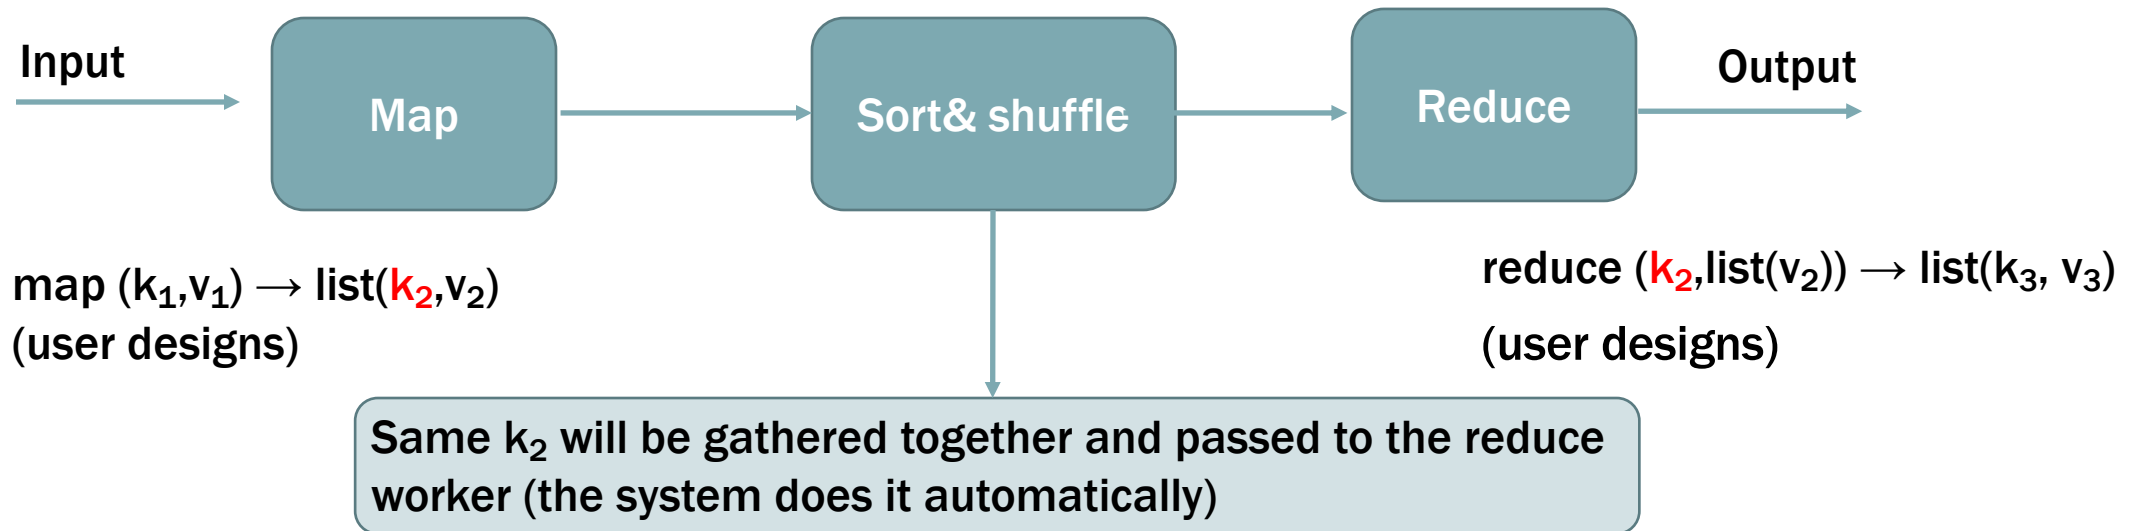 Input
Map
Sort& shuffle
Reduce
Output
map (k₁,v₁) → list(k₂,v₂)
(user designs)
reduce (k₂,list(v₂)) → list(k₃, v₃)
(user designs)
Same k₂ will be gathered together and passed to the reduce
worker (the system does it automatically)